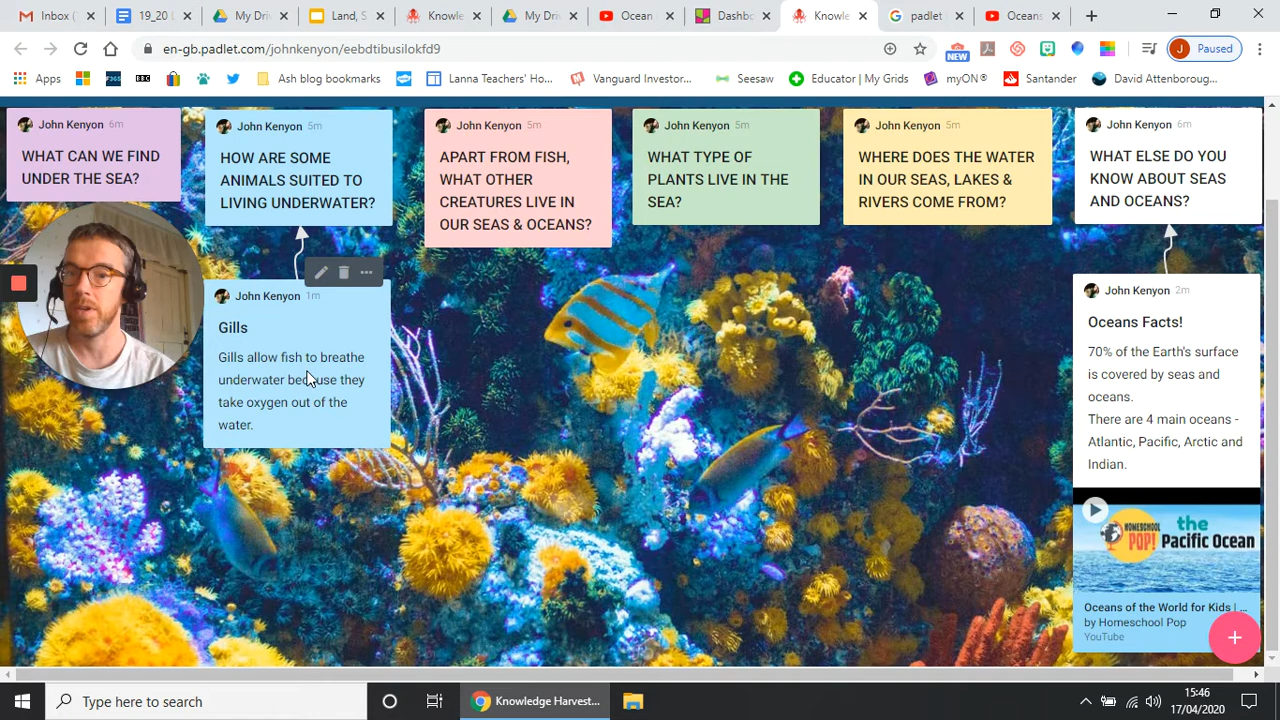 Inbox (
19_20 L
My Driv
Land, S
Knowle
My Driv
Ocean
Dashbo
Knowle
padlet
Oceans
en-gb.padlet.com/johnkenyon/eebdtibusilokfd9
NEW
J Paused
Apps
BBC
Ash blog bookmarks
Lanna Teachers' Ho...
Vanguard Investor...
Seesaw
Educator | My Grids
myON®
Santander
David Attenboroug...
John Kenyon 6m
WHAT CAN WE FIND
UNDER THE SEA?
John Kenyon 5m
HOW ARE SOME
ANIMALS SUITED TO
LIVING UNDERWATER?
John Kenyon 5m
APART FROM FISH,
WHAT OTHER
CREATURES LIVE IN
OUR SEAS & OCEANS?
John Kenyon 5m
WHAT TYPE OF
PLANTS LIVE IN THE
SEA?
John Kenyon 5m
WHERE DOES THE WATER
IN OUR SEAS, LAKES &
RIVERS COME FROM?
John Kenyon 6m
WHAT ELSE DO YOU
KNOW ABOUT SEAS
AND OCEANS?
John Kenyon 1m
Gills
Gills allow fish to breathe
underwater because they
take oxygen out of the
water.
John Kenyon 2m
Oceans Facts!
70% of the Earth's surface
is covered by seas and
oceans.
There are 4 main oceans -
Atlantic, Pacific, Arctic and
Indian.
HOMESCHOOL
POP!
the
Pacific Ocean
Oceans of the World for Kids | ...
by Homeschool Pop
YouTube
Type here to search
Knowledge Harvest...
15:46
17/04/2020